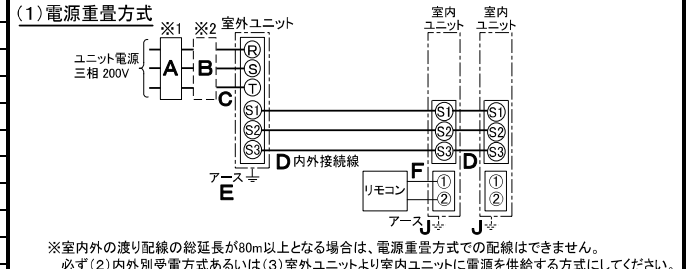 (1)電源重畳方式
※1 ※2 室外ユニット 室内ユニット 室内ユニット
ユニット電源
三相 200V
A B C
R
S
T
S1 S1 S1
S2 S2 S2
S3 S3 S3
D 内外接続線 F D
アース
E
リモコン ① ①
② ②
アース J J
※室内外の渡り配線の総延長が80m以上となる場合は、電源重畳方式での配線はできません。
必ず(2)内外別受電方式あるいは(3)室外ユニットより室内ユニットに電源を供給する方式にしてください。